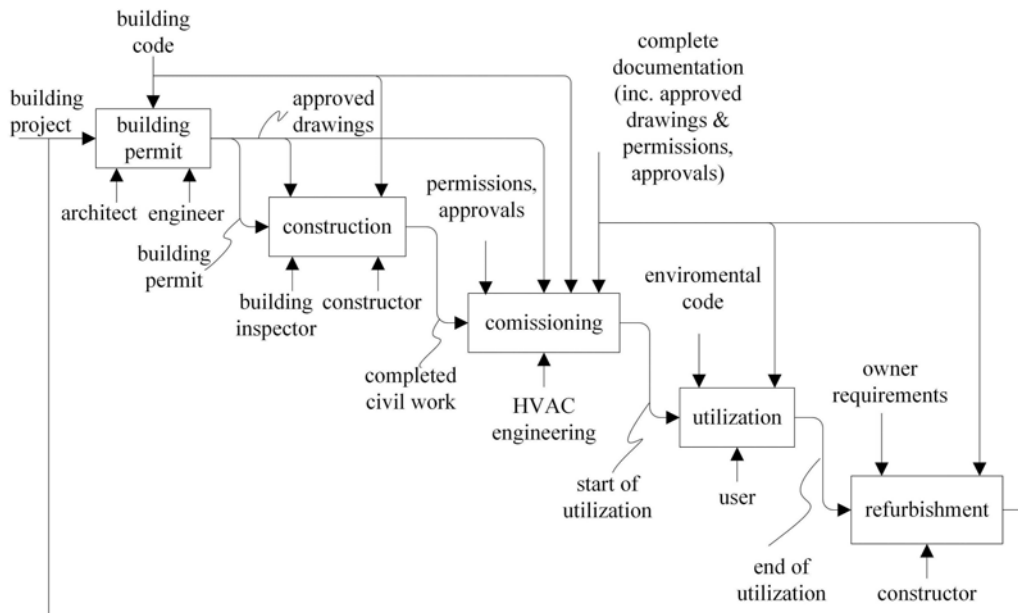 building
code
building
project
building
permit
approved
drawings
complete
documentation
(inc. approved
drawings &
permissions,
approvals)
architect
engineer
building
permit
construction
permissions,
approvals
building
inspector
constructor
comissioning
enviromental
code
completed
civil work
HVAC
engineering
utilization
owner
requirements
start of
utilization
user
refurbishment
end of
utilization
constructor